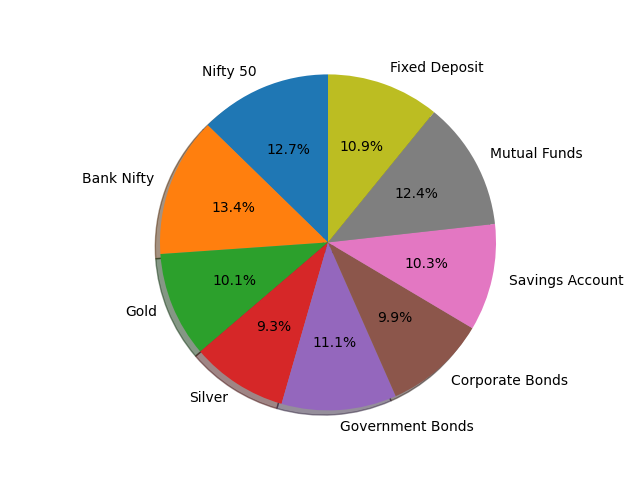 Nifty 50
12.7%
Bank Nifty
13.4%
Gold
10.1%
Silver
9.3%
Government Bonds
11.1%
Corporate Bonds
9.9%
Savings Account
10.3%
Mutual Funds
12.4%
Fixed Deposit
10.9%